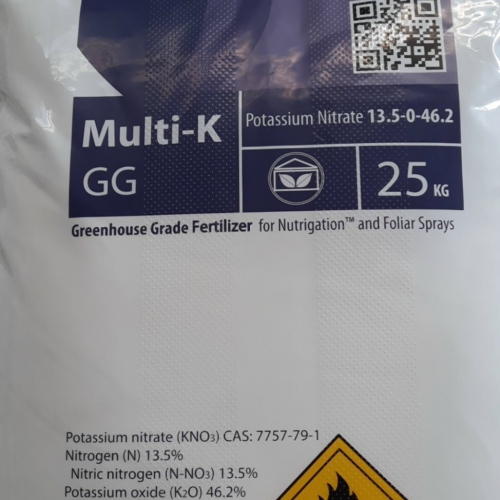 Multi-K
GG
Potassium Nitrate 13.5-0-46.2
25 KG
Greenhouse Grade Fertilizer for Nutrigation™ and Foliar Sprays
Potassium nitrate (KNO3) CAS: 7757-79-1
Nitrogen (N) 13.5%
Nitric nitrogen (N-NO3) 13.5%
Potassium oxide (K2O) 46.2%